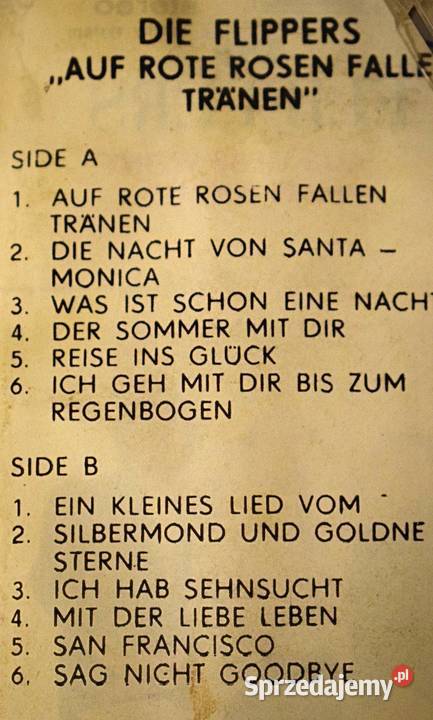 DIE FLIPPERS
„AUF ROTE ROSEN FALLE
TRÄNEN"
SIDE A
1. AUF ROTE ROSEN FALLEN
TRÄNEN
2. DIE NACHT VON SANTA –
MONICA
3. WAS IST SCHON EINE NACHT
4. DER SOMMER MIT DIR
5. REISE INS GLÜCK
6. ICH GEH MIT DIR BIS ZUM
REGENBOGEN
SIDE B
1. EIN KLEINES LIED VOM -
2. SILBERMOND UND GOLDNE
STERNE
3. ICH HAB SEHNSUCHT
4. MIT DER LIEBE LEBEN
5. SAN FRANCISCO
6. SAG NICHT GOODBYE
Sprzedajemy.pl